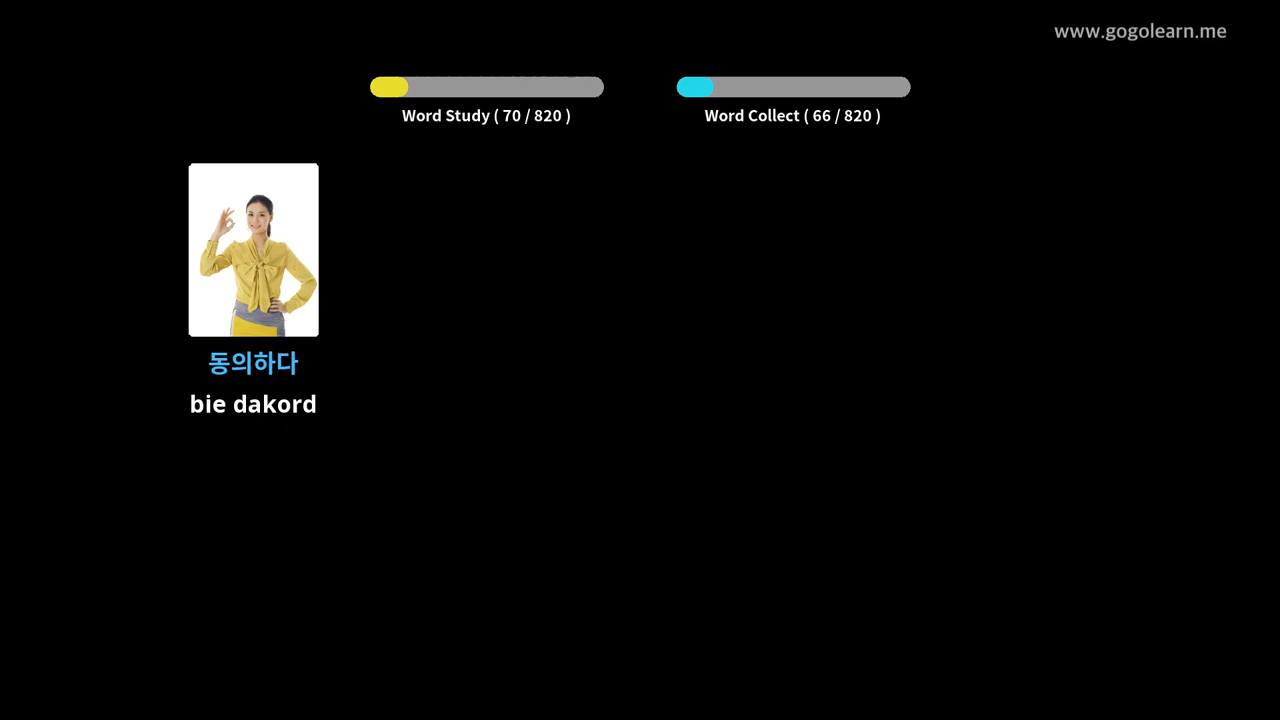 www.gogolearn.me
Word Study ( 70 / 820 )
Word Collect ( 66 / 820 )
동의하다
bie dakord